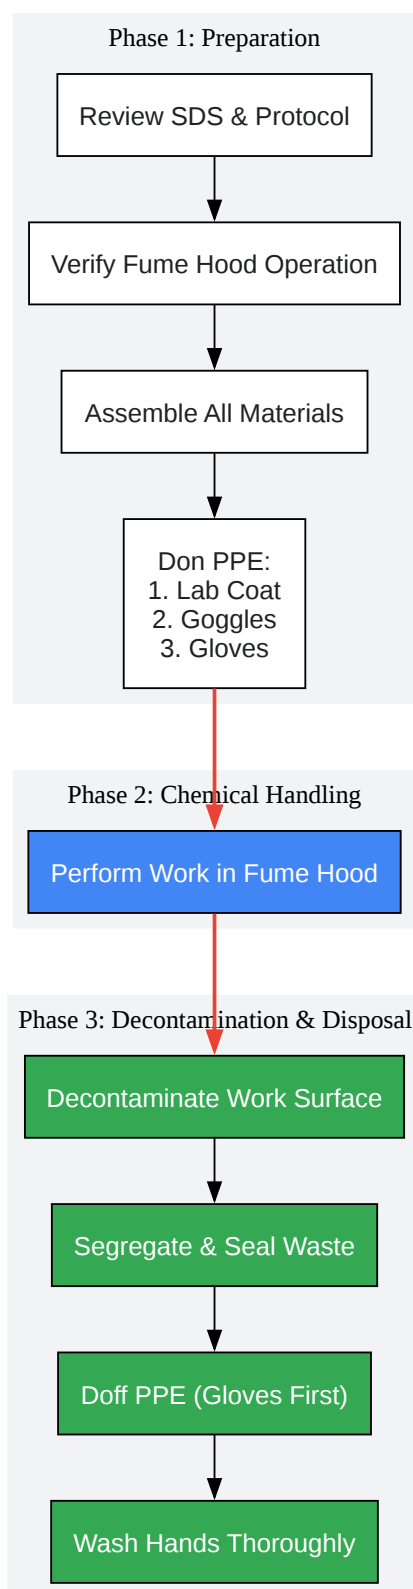 Phase 1: Preparation
Review SDS & Protocol
Verify Fume Hood Operation
Assemble All Materials
Don PPE:
1. Lab Coat
2. Goggles
3. Gloves
Phase 2: Chemical Handling
Perform Work in Fume Hood
Phase 3: Decontamination & Disposal
Decontaminate Work Surface
Segregate & Seal Waste
Doff PPE (Gloves First)
Wash Hands Thoroughly